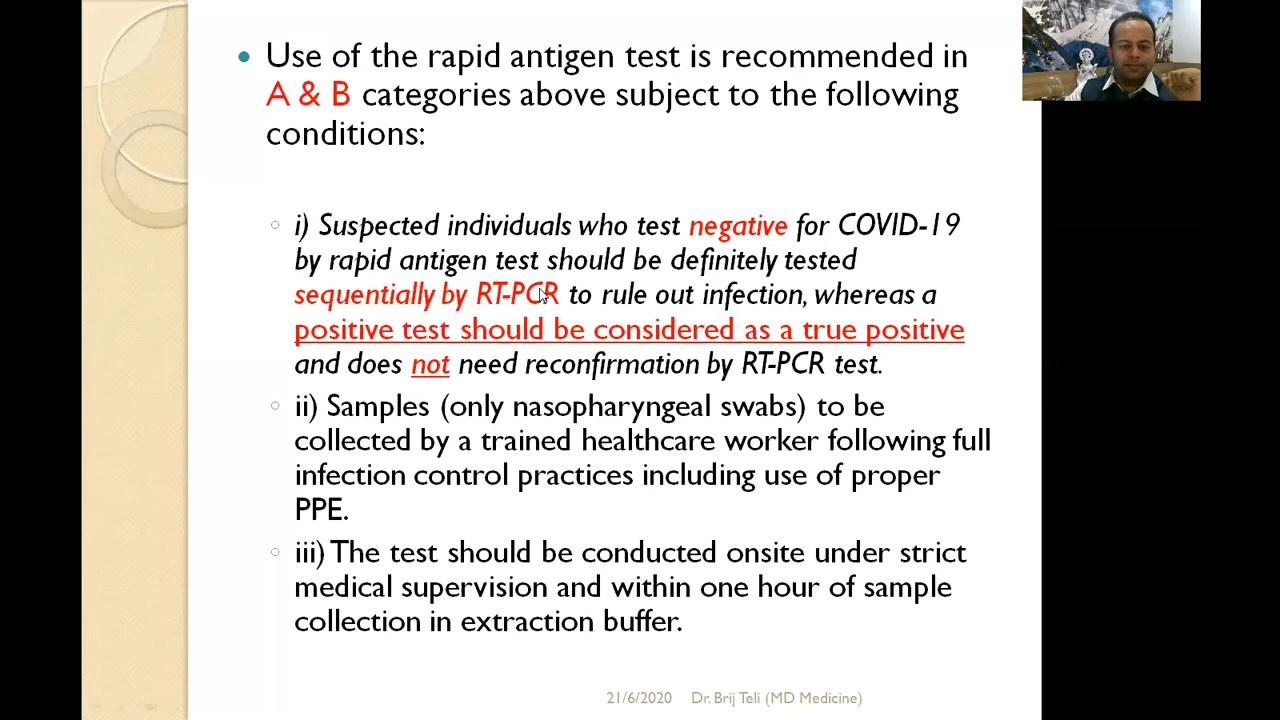 Use of the rapid antigen test is recommended in
A & B categories above subject to the following
conditions:
i) Suspected individuals who test negative for COVID-19
by rapid antigen test should be definitely tested
sequentially by RT-PCR to rule out infection, whereas a
positive test should be considered as a true positive
and does not need reconfirmation by RT-PCR test.
ii) Samples (only nasopharyngeal swabs) to be
collected by a trained healthcare worker following full
infection control practices including use of proper
PPE.
iii) The test should be conducted onsite under strict
medical supervision and within one hour of sample
collection in extraction buffer.
21/6/2020 Dr. Brij Teli (MD Medicine)